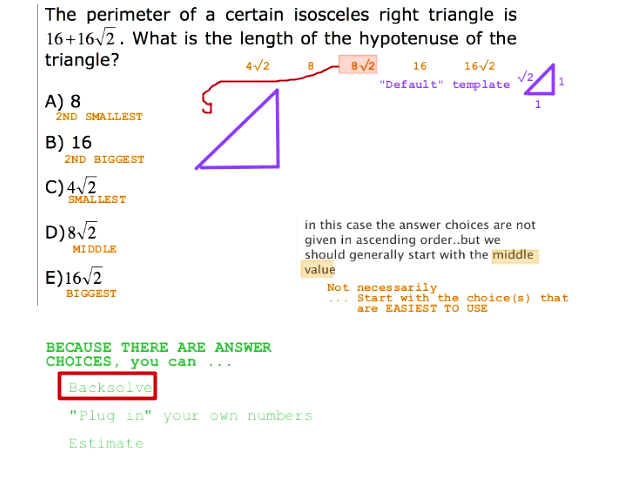 The perimeter of a certain isosceles right triangle is
16+16√2. What is the length of the hypotenuse of the
triangle?
4√2 8 8√2 16 16√2
"Default" template
√2 1
1
A) 8
2ND SMALLEST
B) 16
2ND BIGGEST
C) 4√2
SMALLEST
D) 8√2
MIDDLE
E) 16√2
BIGGEST
in this case the answer choices are not
given in ascending order..but we
should generally start with the middle
value
Not necessarily
... Start with the choice(s) that
are EASIEST TO USE
BECAUSE THERE ARE ANSWER
CHOICES, you can ...
Backsolve
"Plug in" your own numbers
Estimate